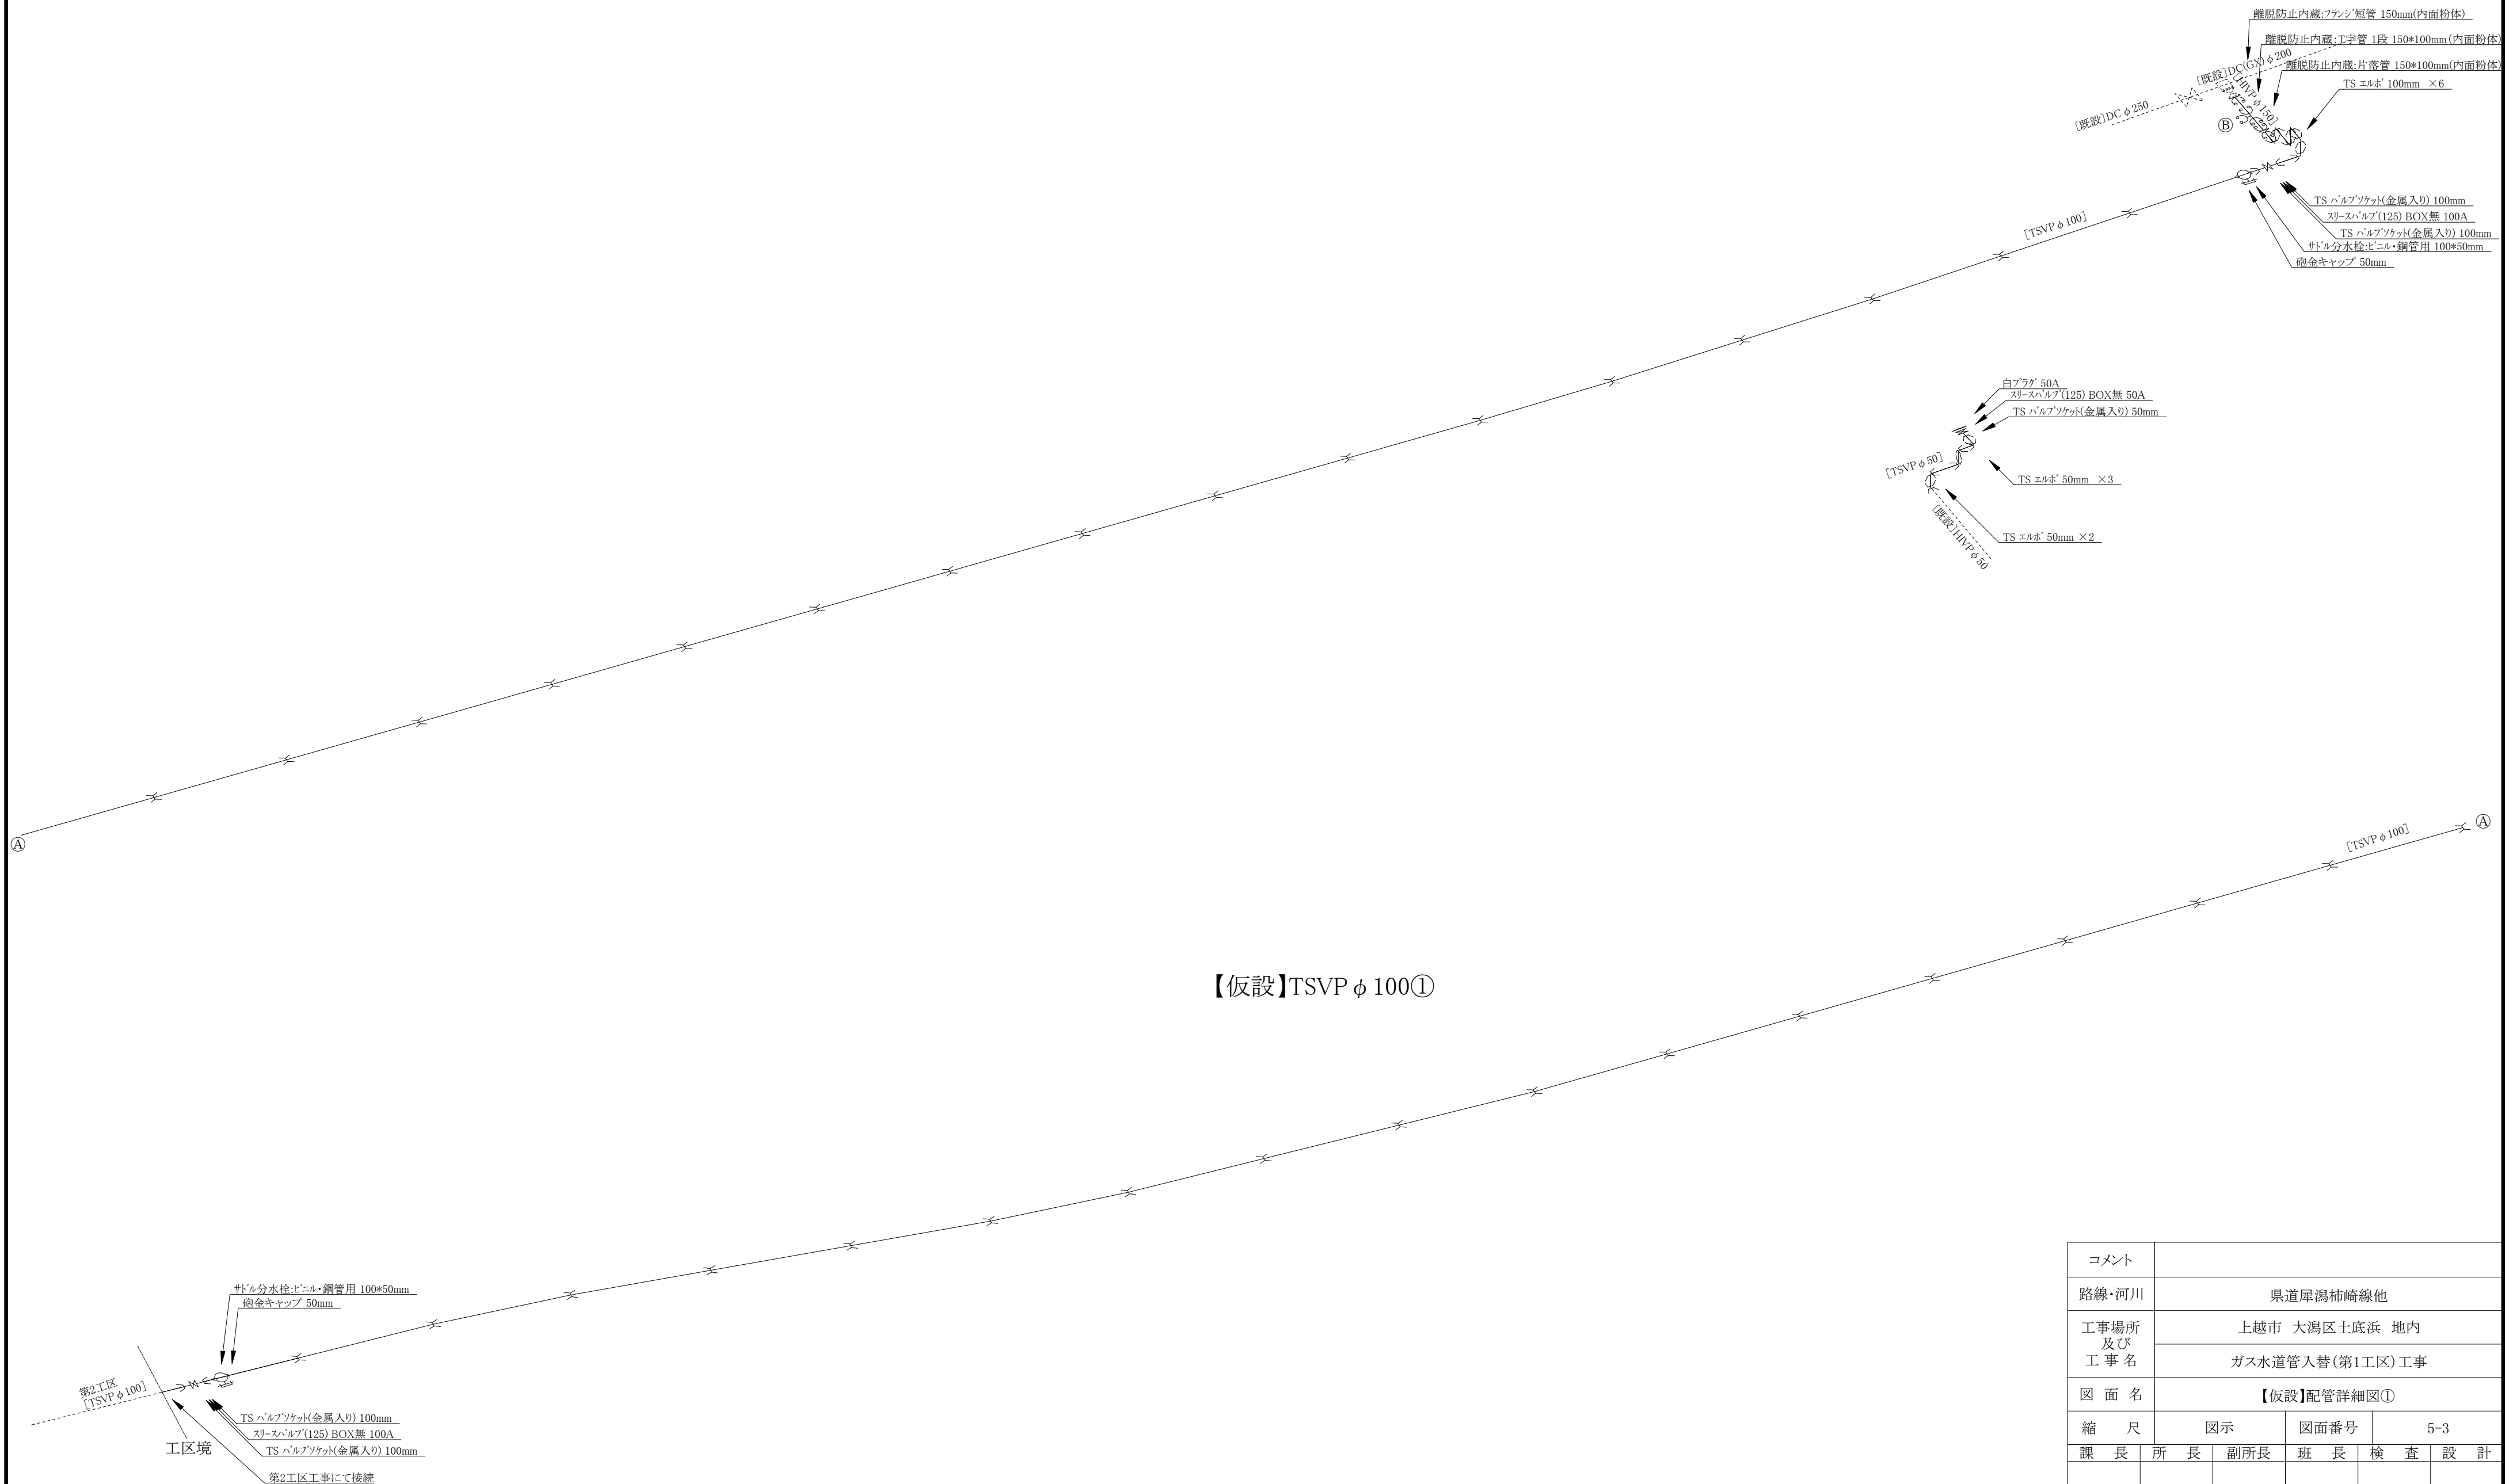 離脱防止内蔵:フランジ短管 150mm(内面粉体)
離脱防止内蔵:T字管 1段 150*100mm(内面粉体)
離脱防止内蔵:片落管 150*100mm(内面粉体)
TS エルボ 100mm ×6
[既設]DC(GX)φ200
[既設]DCφ250
[HIVPφ150]
Ⓑ
TS バルブソケット(金属入り) 100mm
スリースバルブ(125) BOX無 100A
TS バルブソケット(金属入り) 100mm
サドル分水栓:ビニル・鋼管用 100*50mm
砲金キャップ 50mm
[TSVPφ100]
白プラグ 50A
スリースバルブ(125) BOX無 50A
TS バルブソケット(金属入り) 50mm
[TSVPφ50]
TS エルボ 50mm ×3
[既設]HIVPφ50
TS エルボ 50mm ×2
Ⓐ
Ⓐ
[TSVPφ100]
【仮設】TSVPφ100①
サドル分水栓:ビニル・鋼管用 100*50mm
砲金キャップ 50mm
第2工区
[TSVPφ100]
工区境
TS バルブソケット(金属入り) 100mm
スリースバルブ(125) BOX無 100A
TS バルブソケット(金属入り) 100mm
第2工区工事にて接続
コメント
路線・河川 県道犀潟柿崎線他
工事場所
及び
工事名
上越市 大潟区土底浜 地内
ガス水道管入替(第1工区)工事
図面名 【仮設】配管詳細図①
縮尺 図示 図面番号 5-3
課長 所長 副所長 班長 検査 設計